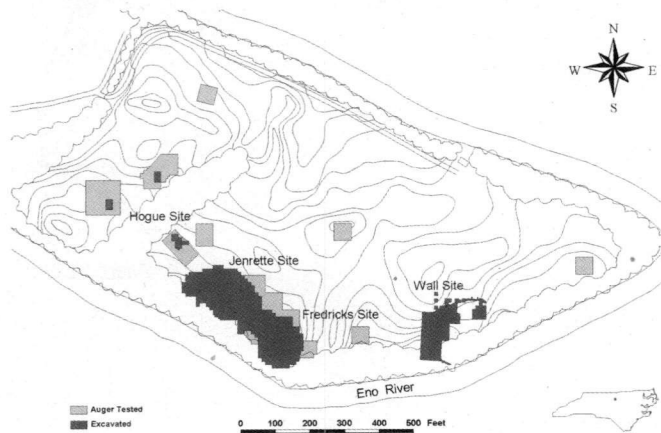 N
W E
S
Hogue Site
Jenrette Site
Wall Site
Fredricks Site
Eno River
Auger Tested
Excavated
0 100 200 300 400 500 Feet